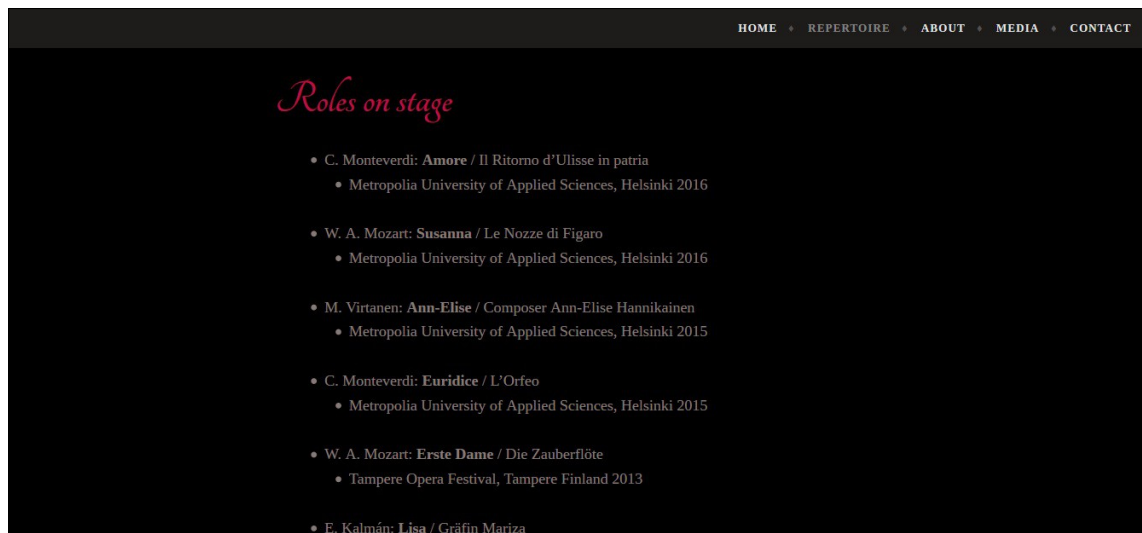 HOME ♦ REPERTOIRE ♦ ABOUT ♦ MEDIA ♦ CONTACT
Roles on stage
• C. Monteverdi: Amore / Il Ritorno d’Ulisse in patria
• Metropolia University of Applied Sciences, Helsinki 2016
• W. A. Mozart: Susanna / Le Nozze di Figaro
• Metropolia University of Applied Sciences, Helsinki 2016
• M. Virtanen: Ann-Elise / Composer Ann-Elise Hannikainen
• Metropolia University of Applied Sciences, Helsinki 2015
• C. Monteverdi: Euridice / L’Orfeo
• Metropolia University of Applied Sciences, Helsinki 2015
• W. A. Mozart: Erste Dame / Die Zauberflöte
• Tampere Opera Festival, Tampere Finland 2013
• E. Kalmán: Lisa / Gräfin Mariza